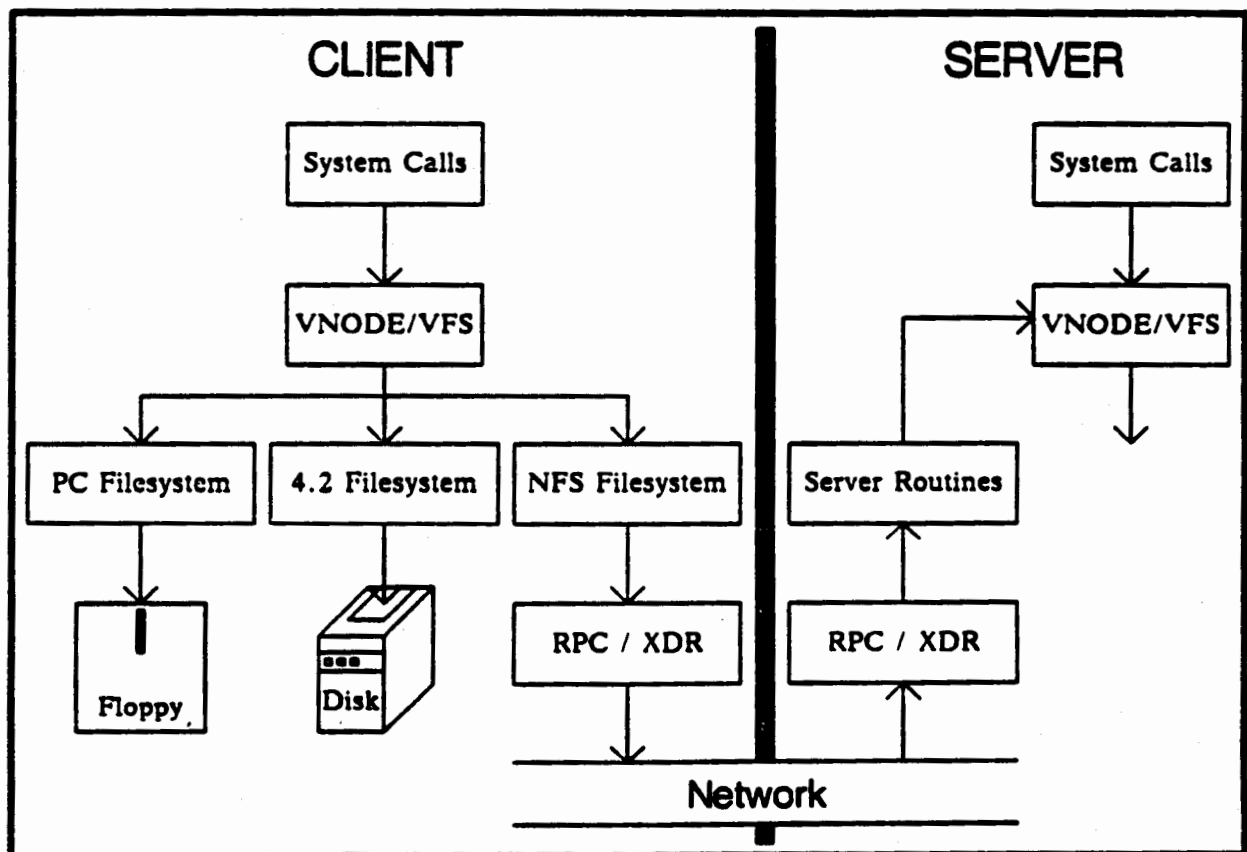 CLIENT
SERVER
System Calls
System Calls
VNODE/VFS
VNODE/VFS
PC Filesystem
4.2 Filesystem
NFS Filesystem
Server Routines
RPC / XDR
RPC / XDR
Floppy
Disk
Network